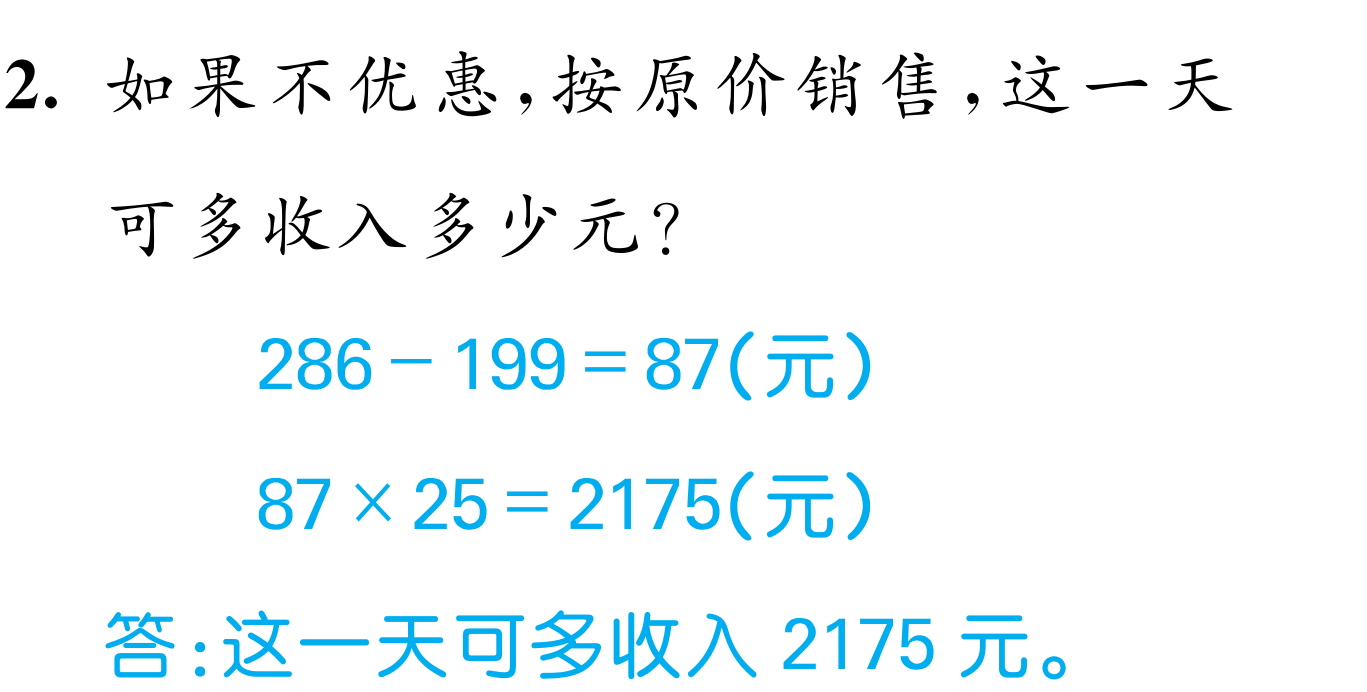 2. 如果不优惠,按原价销售,这一天
可多收入多少元?
286－199＝87(元)
87×25＝2175(元)
答:这一天可多收入 2175 元。